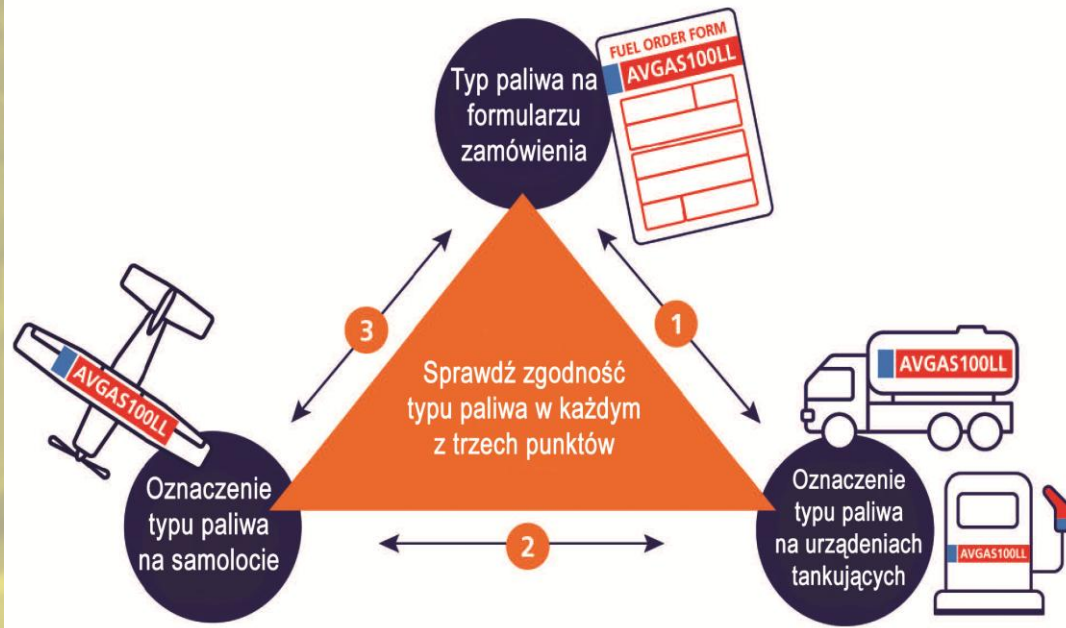 FUEL ORDER FORM
AVGAS100LL
Typ paliwa na
formularzu
zamówienia
3
1
Sprawdź zgodność
typu paliwa w każdym
z trzech punktów
AVGAS100LL
AVGAS100LL
Oznaczenie
typu paliwa
na samolocie
2
Oznaczenie
typu paliwa
na urządeniach
tankujących
AVGAS100LL